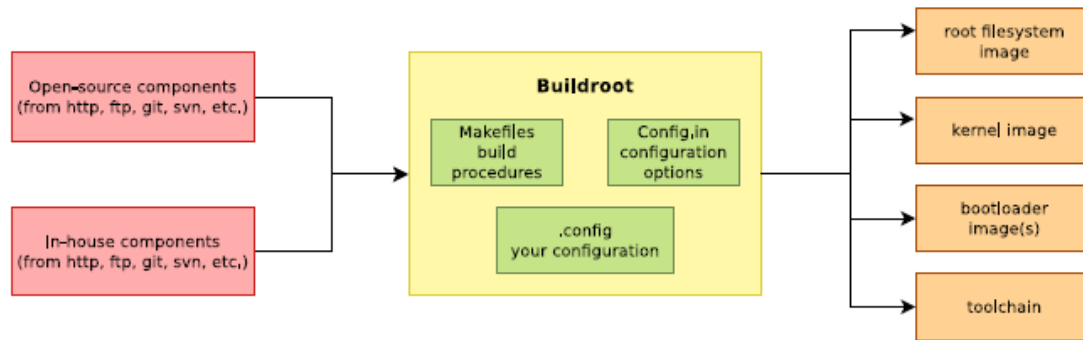 Open-source components
(from http, ftp, git, svn, etc.)
In-house components
(from http, ftp, git, svn, etc.)
Buildroot
Makefiles
build
procedures
Config.in
configuration
options
.config
your configuration
root filesystem
image
kernel image
bootloader
image(s)
toolchain